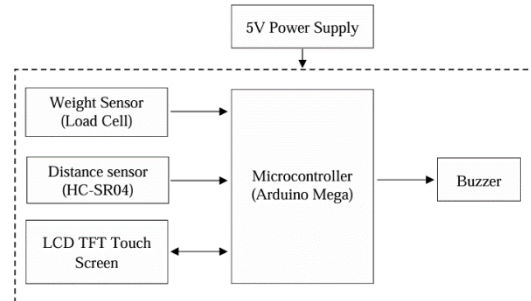 5V Power Supply
Weight Sensor
(Load Cell)
Distance sensor
(HC-SR04)
LCD TFT Touch
Screen
Microcontroller
(Arduino Mega)
Buzzer